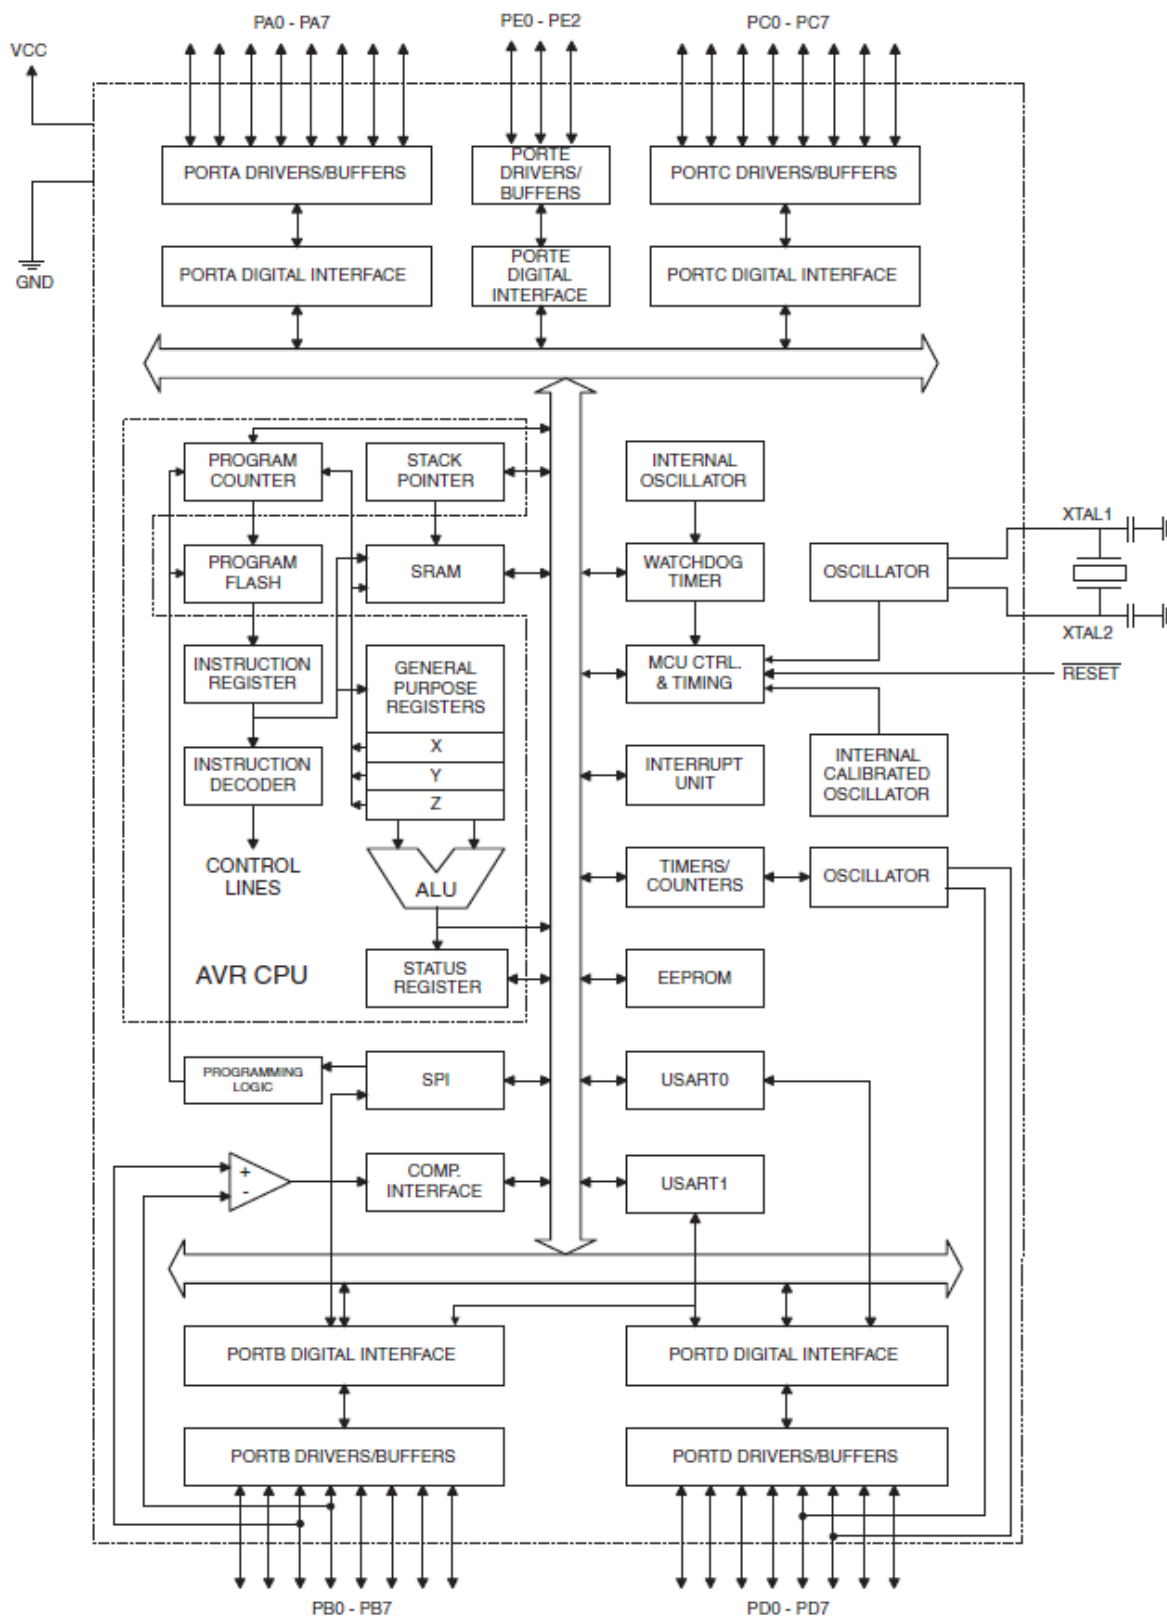 PA0 - PA7
PE0 - PE2
PC0 - PC7
VCC
PORTA DRIVERS/BUFFERS
PORTE
DRIVERS/
BUFFERS
PORTC DRIVERS/BUFFERS
GND
PORTA DIGITAL INTERFACE
PORTE
DIGITAL
INTERFACE
PORTC DIGITAL INTERFACE
PROGRAM
COUNTER
STACK
POINTER
INTERNAL
OSCILLATOR
XTAL1
PROGRAM
FLASH
SRAM
WATCHDOG
TIMER
OSCILLATOR
XTAL2
INSTRUCTION
REGISTER
GENERAL
PURPOSE
REGISTERS
MCU CTRL.
& TIMING
RESET
X
Y
Z
INSTRUCTION
DECODER
INTERRUPT
UNIT
INTERNAL
CALIBRATED
OSCILLATOR
CONTROL
LINES
ALU
TIMERS/
COUNTERS
OSCILLATOR
AVR CPU
STATUS
REGISTER
EEPROM
PROGRAMMING
LOGIC
SPI
USART0
+
-
COMP.
INTERFACE
USART1
PORTB DIGITAL INTERFACE
PORTD DIGITAL INTERFACE
PORTB DRIVERS/BUFFERS
PORTD DRIVERS/BUFFERS
PB0 - PB7
PD0 - PD7